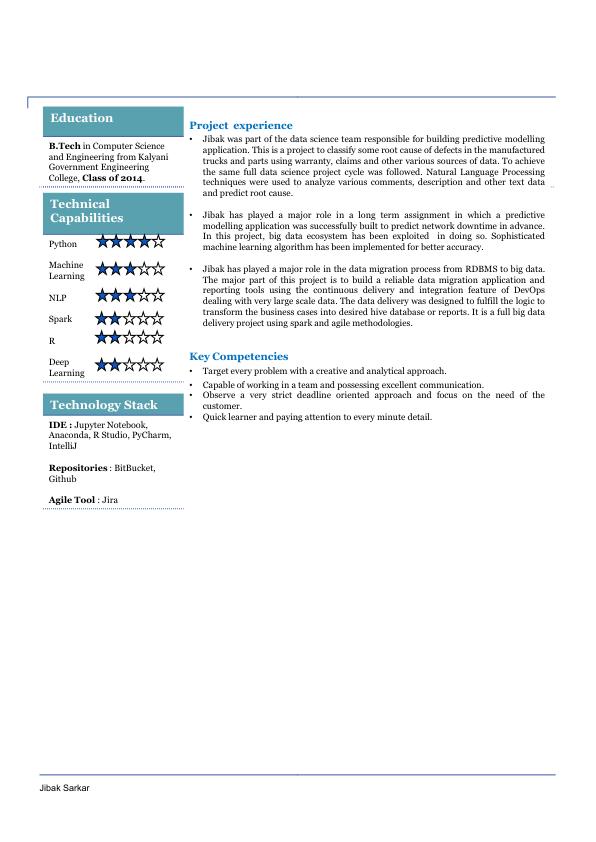 Education
B.Tech in Computer Science
and Engineering from Kalyani
Government Engineering
College, Class of 2014.
Technical
Capabilities
Python
Machine
Learning
NLP
Spark
R
Deep
Learning
Technology Stack
IDE : Jupyter Notebook,
Anaconda, R Studio, PyCharm,
IntelliJ
Repositories : BitBucket,
Github
Agile Tool : Jira
Project experience
• Jibak was part of the data science team responsible for building predictive modelling
application. This is a project to classify some root cause of defects in the manufactured
trucks and parts using warranty, claims and other various sources of data. To achieve
the same full data science project cycle was followed. Natural Language Processing
techniques were used to analyze various comments, description and other text data
and predict root cause.
• Jibak has played a major role in a long term assignment in which a predictive
modelling application was successfully built to predict network downtime in advance.
In this project, big data ecosystem has been exploited in doing so. Sophisticated
machine learning algorithm has been implemented for better accuracy.
• Jibak has played a major role in the data migration process from RDBMS to big data.
The major part of this project is to build a reliable data migration application and
reporting tools using the continuous delivery and integration feature of DevOps
dealing with very large scale data. The data delivery was designed to fulfill the logic to
transform the business cases into desired hive database or reports. It is a full big data
delivery project using spark and agile methodologies.
Key Competencies
• Target every problem with a creative and analytical approach.
• Capable of working in a team and possessing excellent communication.
• Observe a very strict deadline oriented approach and focus on the need of the
customer.
• Quick learner and paying attention to every minute detail.
Jibak Sarkar